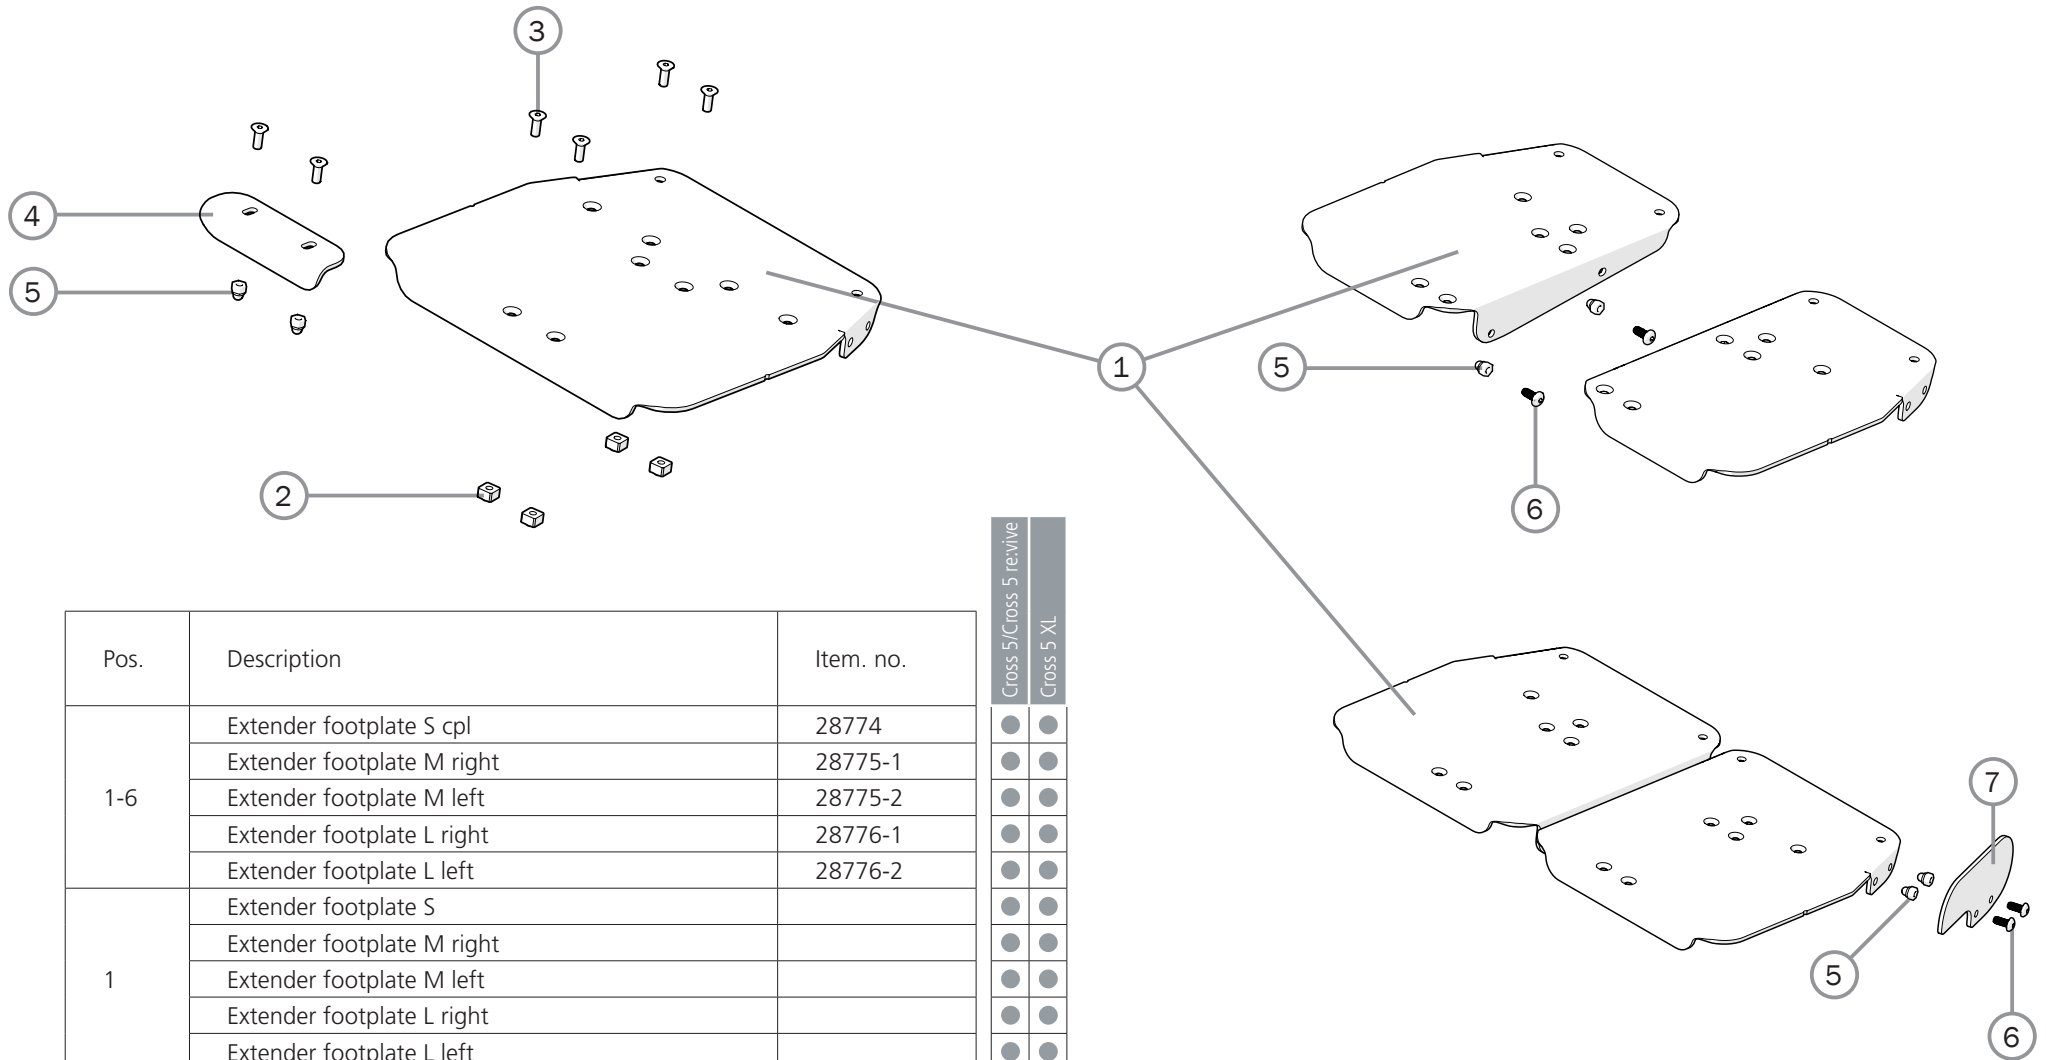 3
4
5
1
5
2
6
7
5
6
Cross 5/Cross 5 re:vive
Cross 5 XL
Pos. Description Item. no.
1-6
Extender footplate S cpl 28774
Extender footplate M right 28775-1
Extender footplate M left 28775-2
Extender footplate L right 28776-1
Extender footplate L left 28776-2
1
Extender footplate S
Extender footplate M right
Extender footplate M left
Extender footplate L right
Extender footplate L left